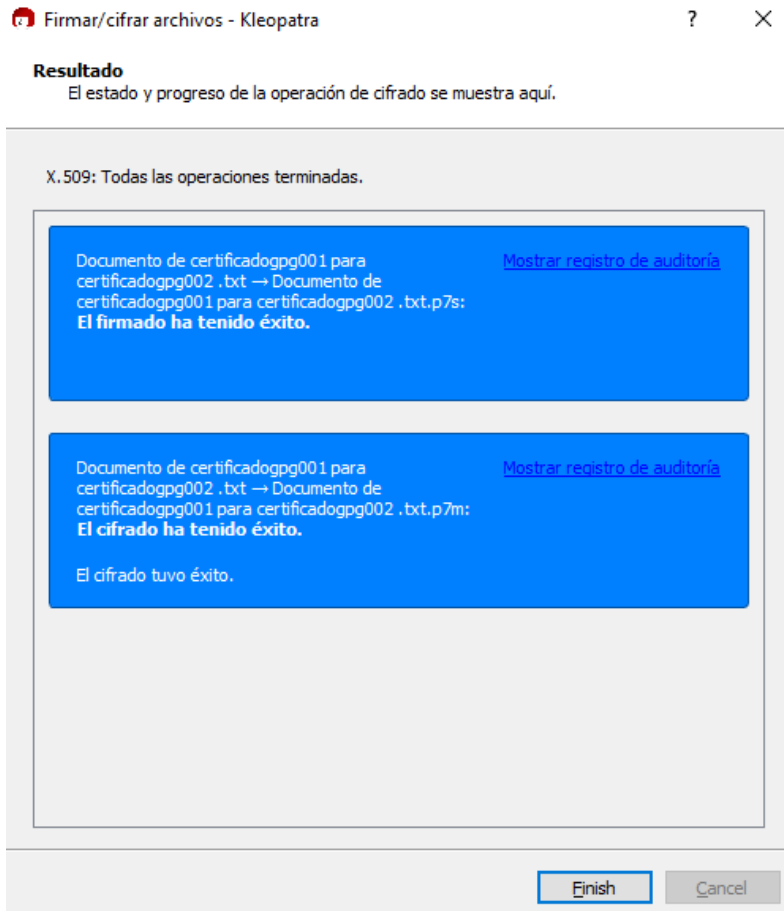 Firmar/cifrar archivos - Kleopatra
?
Resultado
El estado y progreso de la operación de cifrado se muestra aquí.
X.509: Todas las operaciones terminadas.
Documento de certificadogpg001 para
certificadogpg002 .txt → Documento de
certificadogpg001 para certificadogpg002 .txt.p7s:
El firmado ha tenido éxito.
Mostrar registro de auditoría
Documento de certificadogpg001 para
certificadogpg002 .txt → Documento de
certificadogpg001 para certificadogpg002 .txt.p7m:
El cifrado ha tenido éxito.
El cifrado tuvo éxito.
Mostrar registro de auditoría
Finish
Cancel